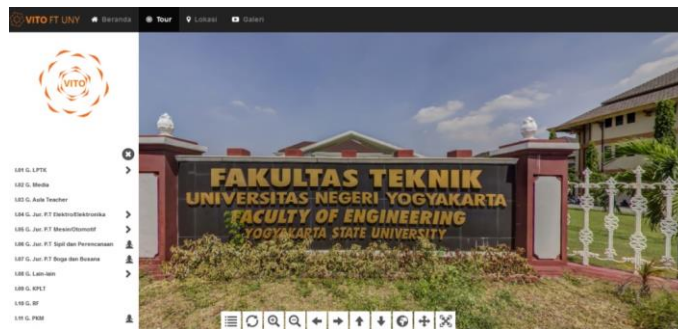 VITO FT UNY Beranda Tour Lokasi Galeri
VITO
L01 G. LPTK
L02 G. Media
L03 G. Aula Teacher
L04 G. Jur. P.T Elektro/Elektronika
L05 G. Jur. P.T Mesin/Otomotif
L06 G. Jur. P.T Sipil dan Perencanaan
L07 G. Jur. P.T Boga dan Busana
L08 G. Lain-lain
L09 G. KPLT
L10 G. RF
L11 G. PKM
FAKULTAS TEKNIK
UNIVERSITAS NEGERI YOGYAKARTA
FACULTY OF ENGINEERING
YOGYAKARTA STATE UNIVERSITY